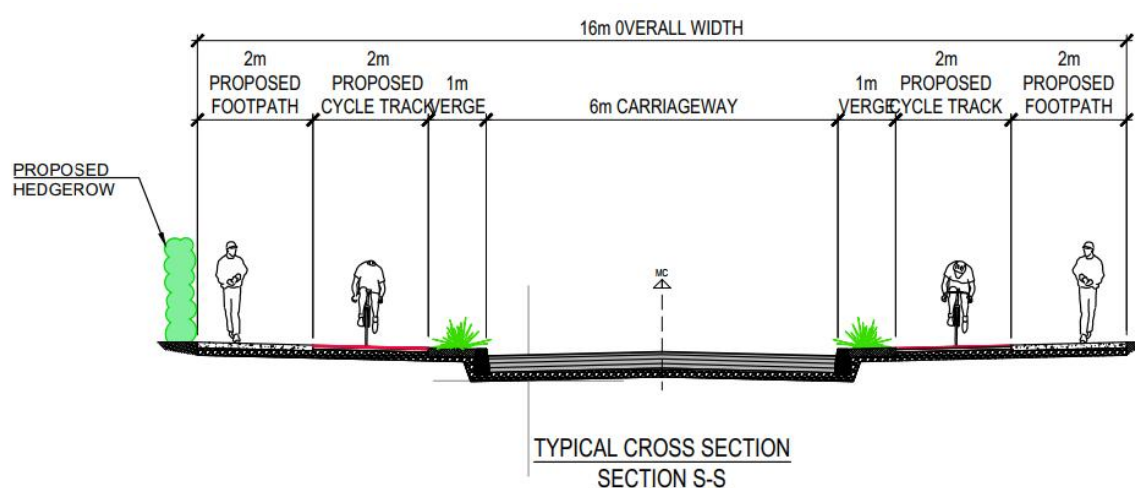 16m 0VERALL WIDTH
2m
PROPOSED
FOOTPATH
2m
PROPOSED
CYCLE TRACK
1m
VERGE
6m CARRIAGEWAY
1m
VERGE
2m
PROPOSED
CYCLE TRACK
2m
PROPOSED
FOOTPATH
PROPOSED
HEDGEROW
MC
TYPICAL CROSS SECTION
SECTION S-S